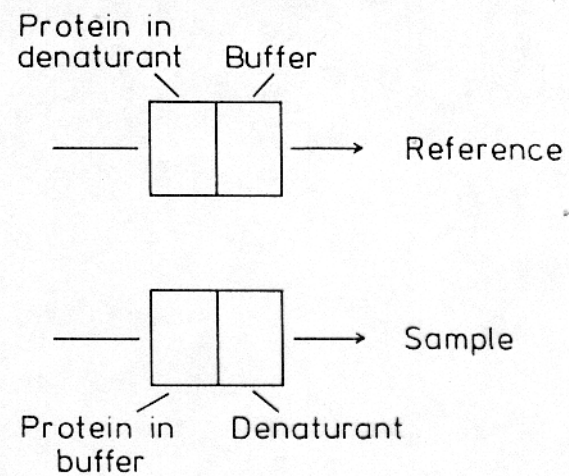 Protein in
denaturant
Buffer
Reference
Sample
Protein in
buffer
Denaturant